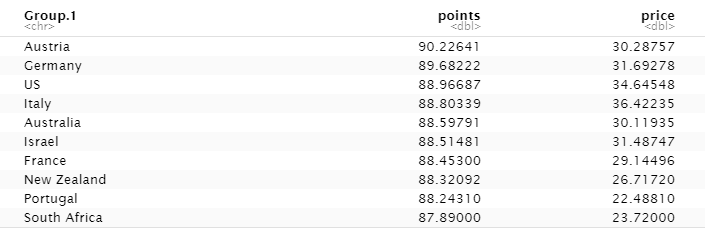 Group.1 points price
<chr> <dbl> <dbl>
Austria 90.22641 30.28757
Germany 89.68222 31.69278
US 88.96687 34.64548
Italy 88.80339 36.42235
Australia 88.59791 30.11935
Israel 88.51481 31.48747
France 88.45300 29.14496
New Zealand 88.32092 26.71720
Portugal 88.24310 22.48810
South Africa 87.89000 23.72000